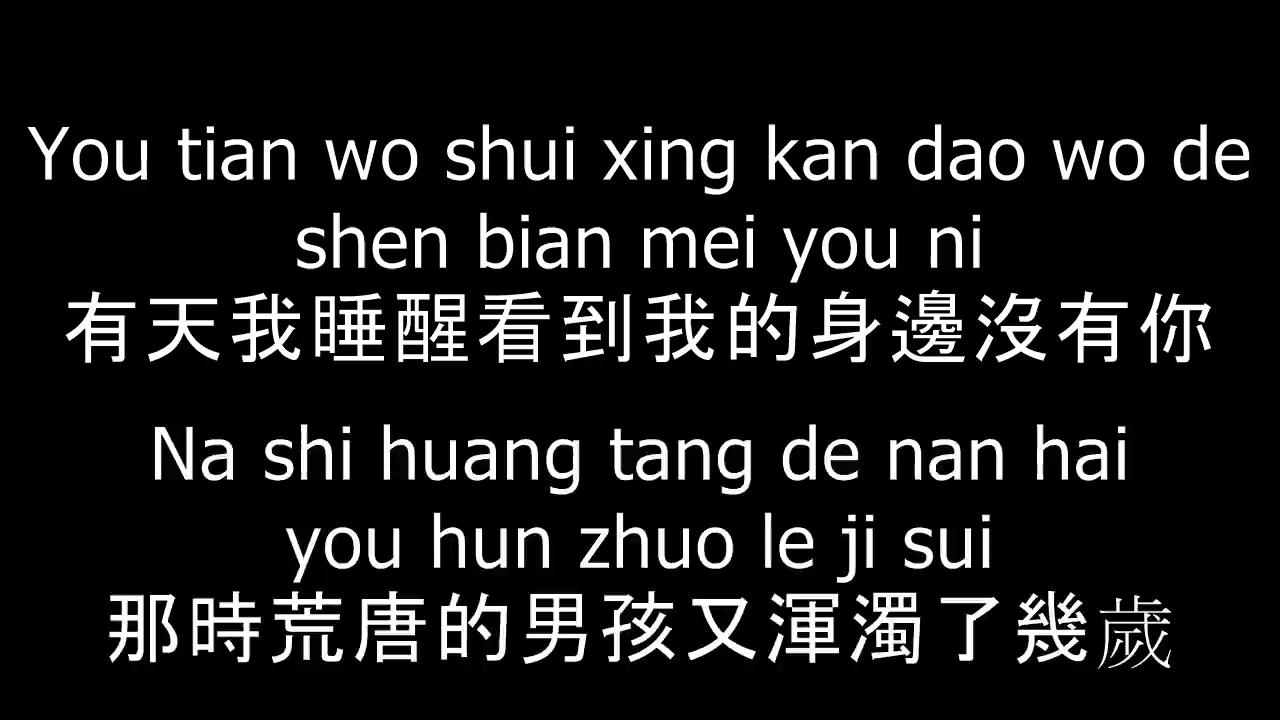 You tian wo shui xing kan dao wo de
shen bian mei you ni
有天我睡醒看到我的身邊沒有你
Na shi huang tang de nan hai
you hun zhuo le ji sui
那時荒唐的男孩又渾濁了幾歲